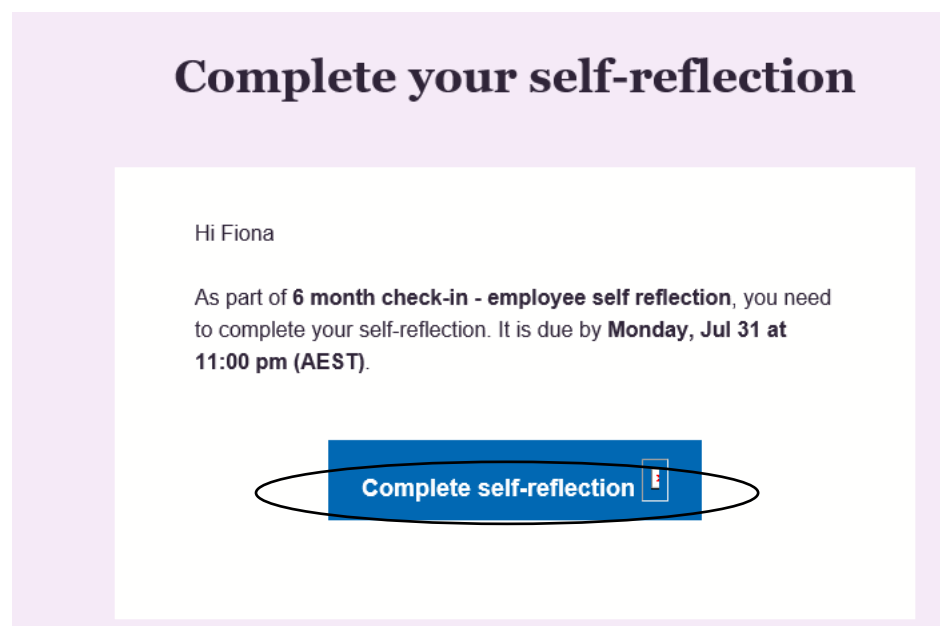 Complete your self-reflection
Hi Fiona
As part of 6 month check-in - employee self reflection, you need
to complete your self-reflection. It is due by Monday, Jul 31 at
11:00 pm (AEST).
Complete self-reflection